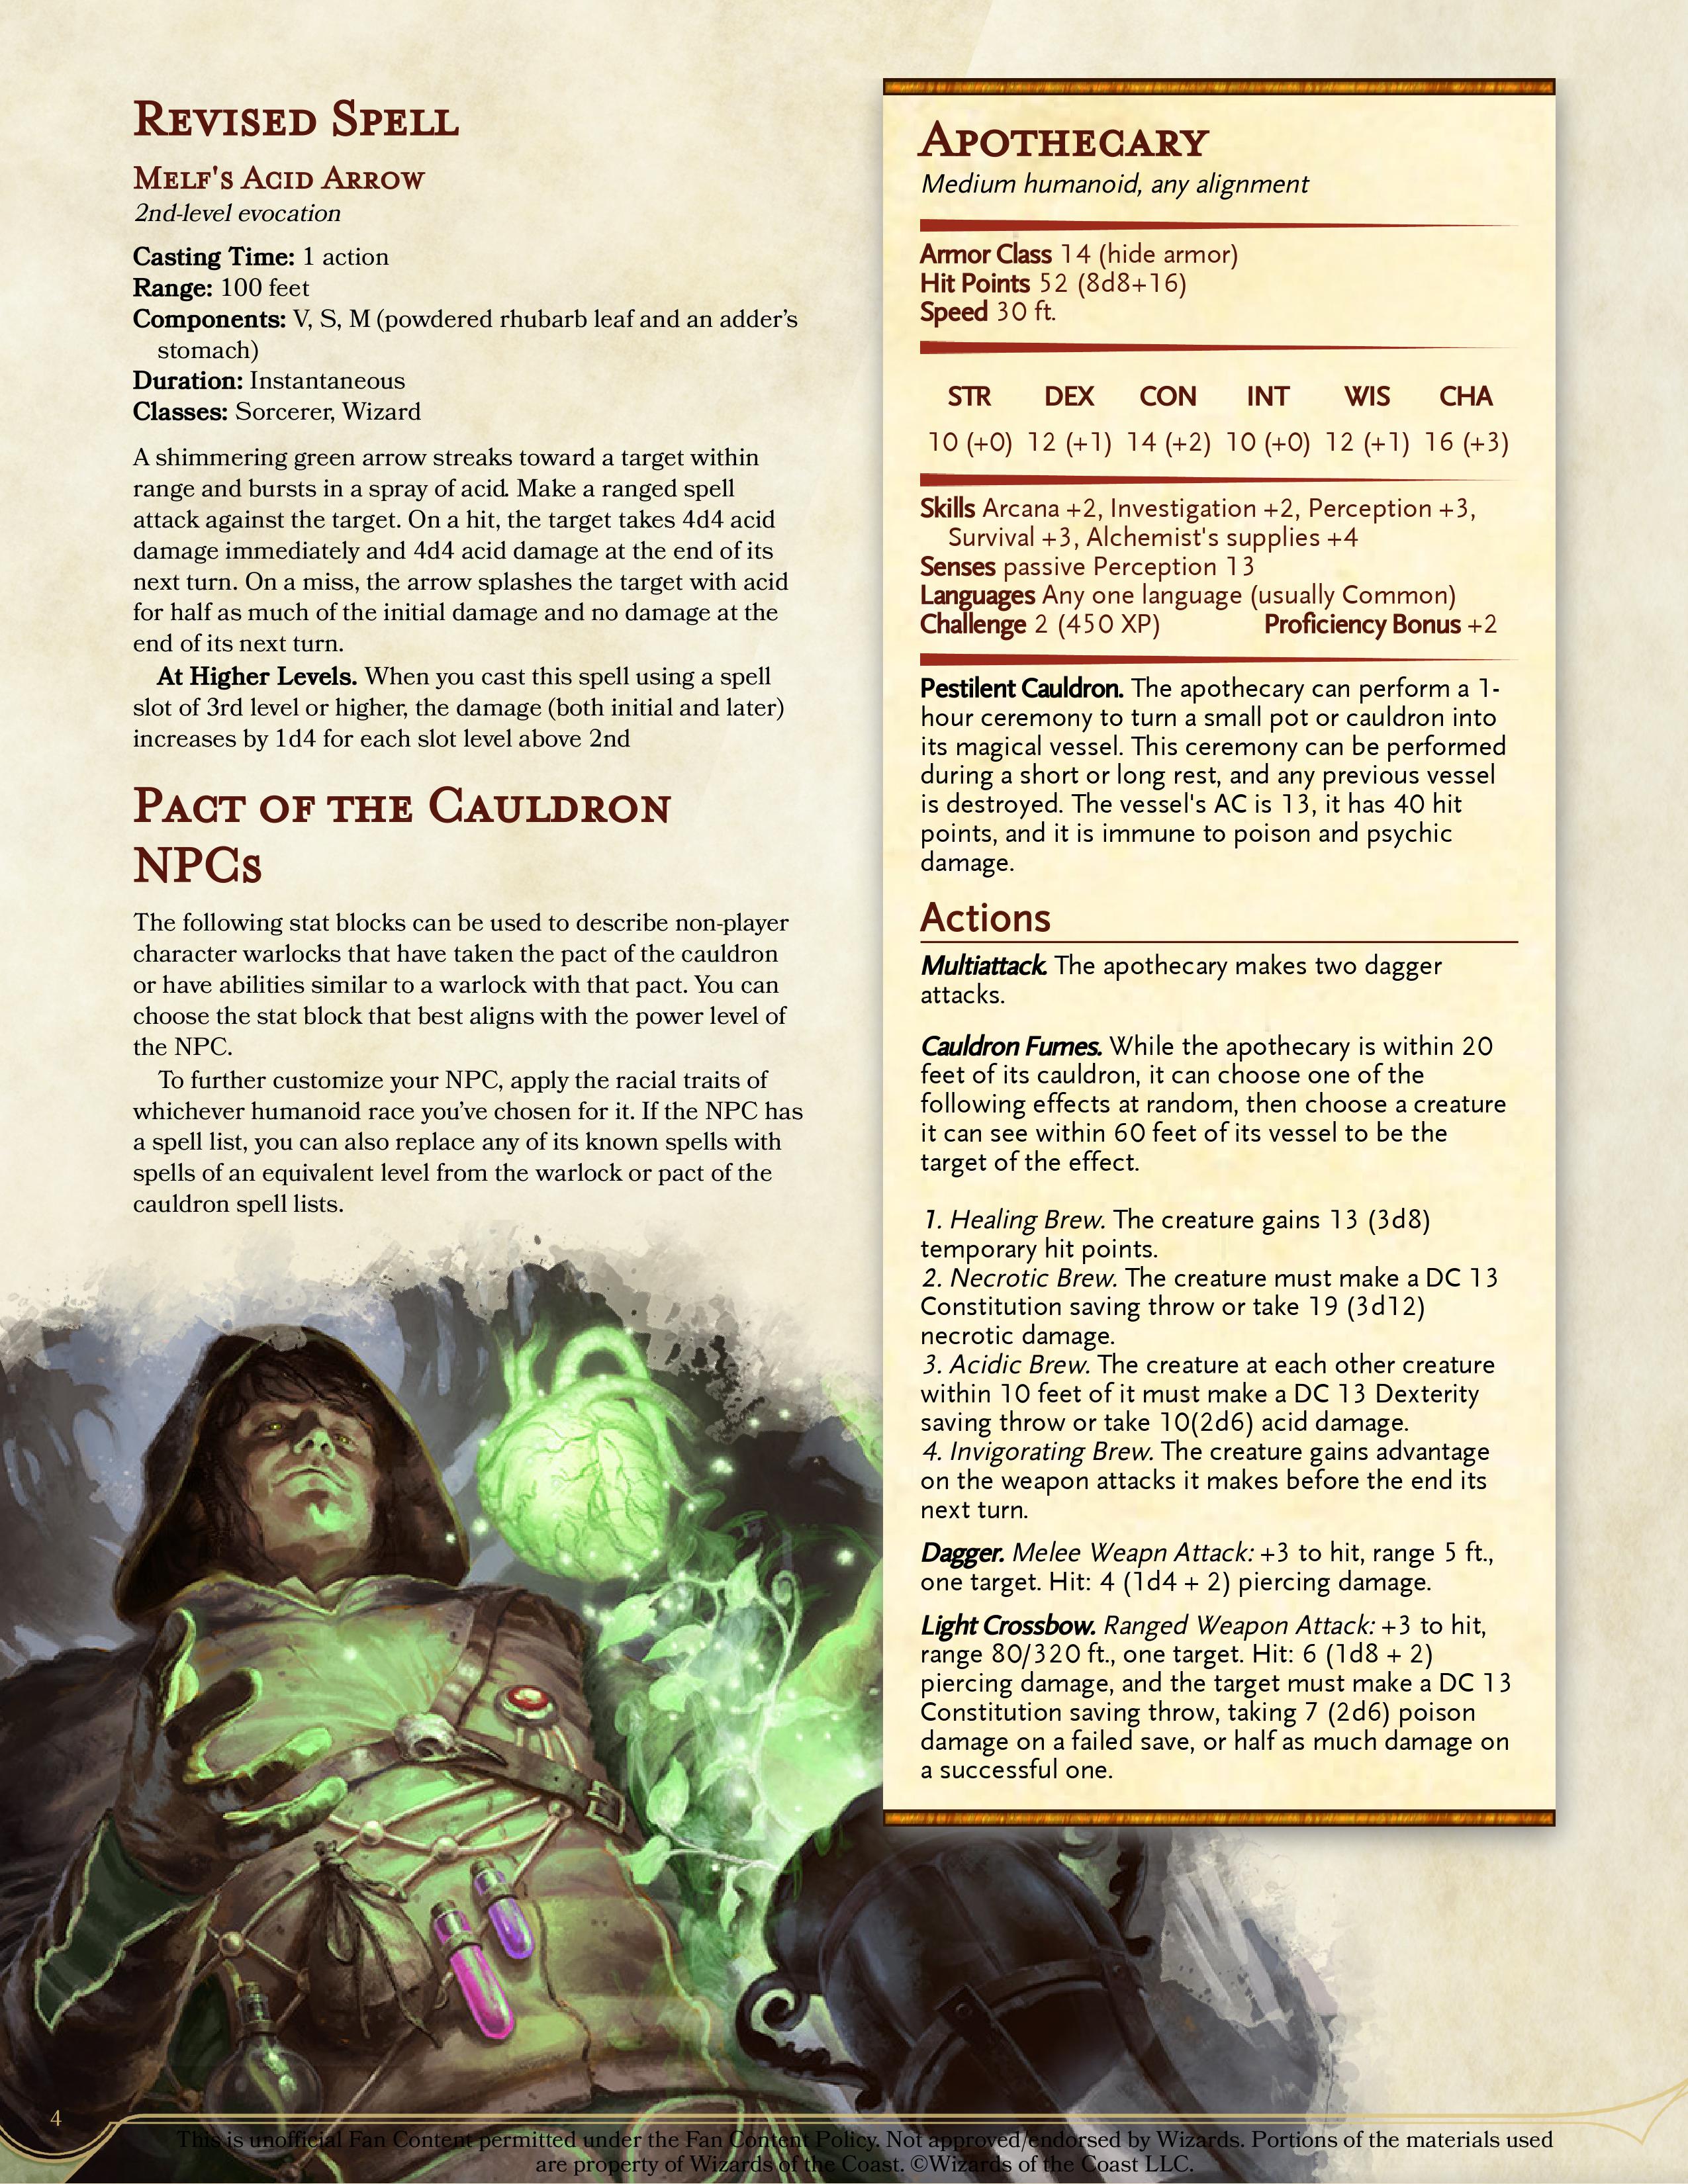 Revised Spell
Melf's Acid Arrow
2nd-level evocation
Casting Time: 1 action
Range: 100 feet
Components: V, S, M (powdered rhubarb leaf and an adder’s
stomach)
Duration: Instantaneous
Classes: Sorcerer, Wizard
A shimmering green arrow streaks toward a target within
range and bursts in a spray of acid. Make a ranged spell
attack against the target. On a hit, the target takes 4d4 acid
damage immediately and 4d4 acid damage at the end of its
next turn. On a miss, the arrow splashes the target with acid
for half as much of the initial damage and no damage at the
end of its next turn.
At Higher Levels. When you cast this spell using a spell
slot of 3rd level or higher, the damage (both initial and later)
increases by 1d4 for each slot level above 2nd
Pact of the Cauldron
NPCs
The following stat blocks can be used to describe non-player
character warlocks that have taken the pact of the cauldron
or have abilities similar to a warlock with that pact. You can
choose the stat block that best aligns with the power level of
the NPC.
To further customize your NPC, apply the racial traits of
whichever humanoid race you’ve chosen for it. If the NPC has
a spell list, you can also replace any of its known spells with
spells of an equivalent level from the warlock or pact of the
cauldron spell lists.
Apothecary
Medium humanoid, any alignment
Armor Class 14 (hide armor)
Hit Points 52 (8d8+16)
Speed 30 ft.
STR DEX CON INT WIS CHA
10 (+0) 12 (+1) 14 (+2) 10 (+0) 12 (+1) 16 (+3)
Skills Arcana +2, Investigation +2, Perception +3,
Survival +3, Alchemist's supplies +4
Senses passive Perception 13
Languages Any one language (usually Common)
Challenge 2 (450 XP) Proficiency Bonus +2
Pestilent Cauldron. The apothecary can perform a 1-
hour ceremony to turn a small pot or cauldron into
its magical vessel. This ceremony can be performed
during a short or long rest, and any previous vessel
is destroyed. The vessel's AC is 13, it has 40 hit
points, and it is immune to poison and psychic
damage.
Actions
Multiattack. The apothecary makes two dagger
attacks.
Cauldron Fumes. While the apothecary is within 20
feet of its cauldron, it can choose one of the
following effects at random, then choose a creature
it can see within 60 feet of its vessel to be the
target of the effect.
1. Healing Brew. The creature gains 13 (3d8)
temporary hit points.
2. Necrotic Brew. The creature must make a DC 13
Constitution saving throw or take 19 (3d12)
necrotic damage.
3. Acidic Brew. The creature at each other creature
within 10 feet of it must make a DC 13 Dexterity
saving throw or take 10(2d6) acid damage.
4. Invigorating Brew. The creature gains advantage
on the weapon attacks it makes before the end its
next turn.
Dagger. Melee Weapn Attack: +3 to hit, range 5 ft.,
one target. Hit: 4 (1d4 + 2) piercing damage.
Light Crossbow. Ranged Weapon Attack: +3 to hit,
range 80/320 ft., one target. Hit: 6 (1d8 + 2)
piercing damage, and the target must make a DC 13
Constitution saving throw, taking 7 (2d6) poison
damage on a failed save, or half as much damage on
a successful one.
4
This is unofficial Fan Content permitted under the Fan Content Policy. Not approved/endorsed by Wizards. Portions of the materials used
are property of Wizards of the Coast. ©Wizards of the Coast LLC.